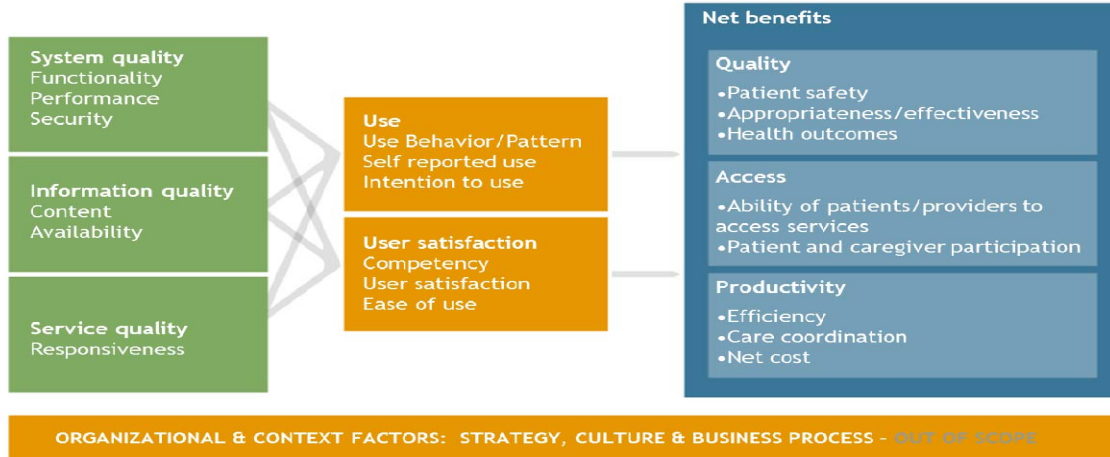 System quality
Functionality
Performance
Security
Information quality
Content
Availability
Service quality
Responsiveness
Use
Use Behavior/Pattern
Self reported use
Intention to use
User satisfaction
Competency
User satisfaction
Ease of use
Net benefits
Quality
•Patient safety
•Appropriateness/effectiveness
•Health outcomes
Access
•Ability of patients/providers to
access services
•Patient and caregiver participation
Productivity
•Efficiency
•Care coordination
•Net cost
ORGANIZATIONAL & CONTEXT FACTORS: STRATEGY, CULTURE & BUSINESS PROCESS - OUT OF SCOPE